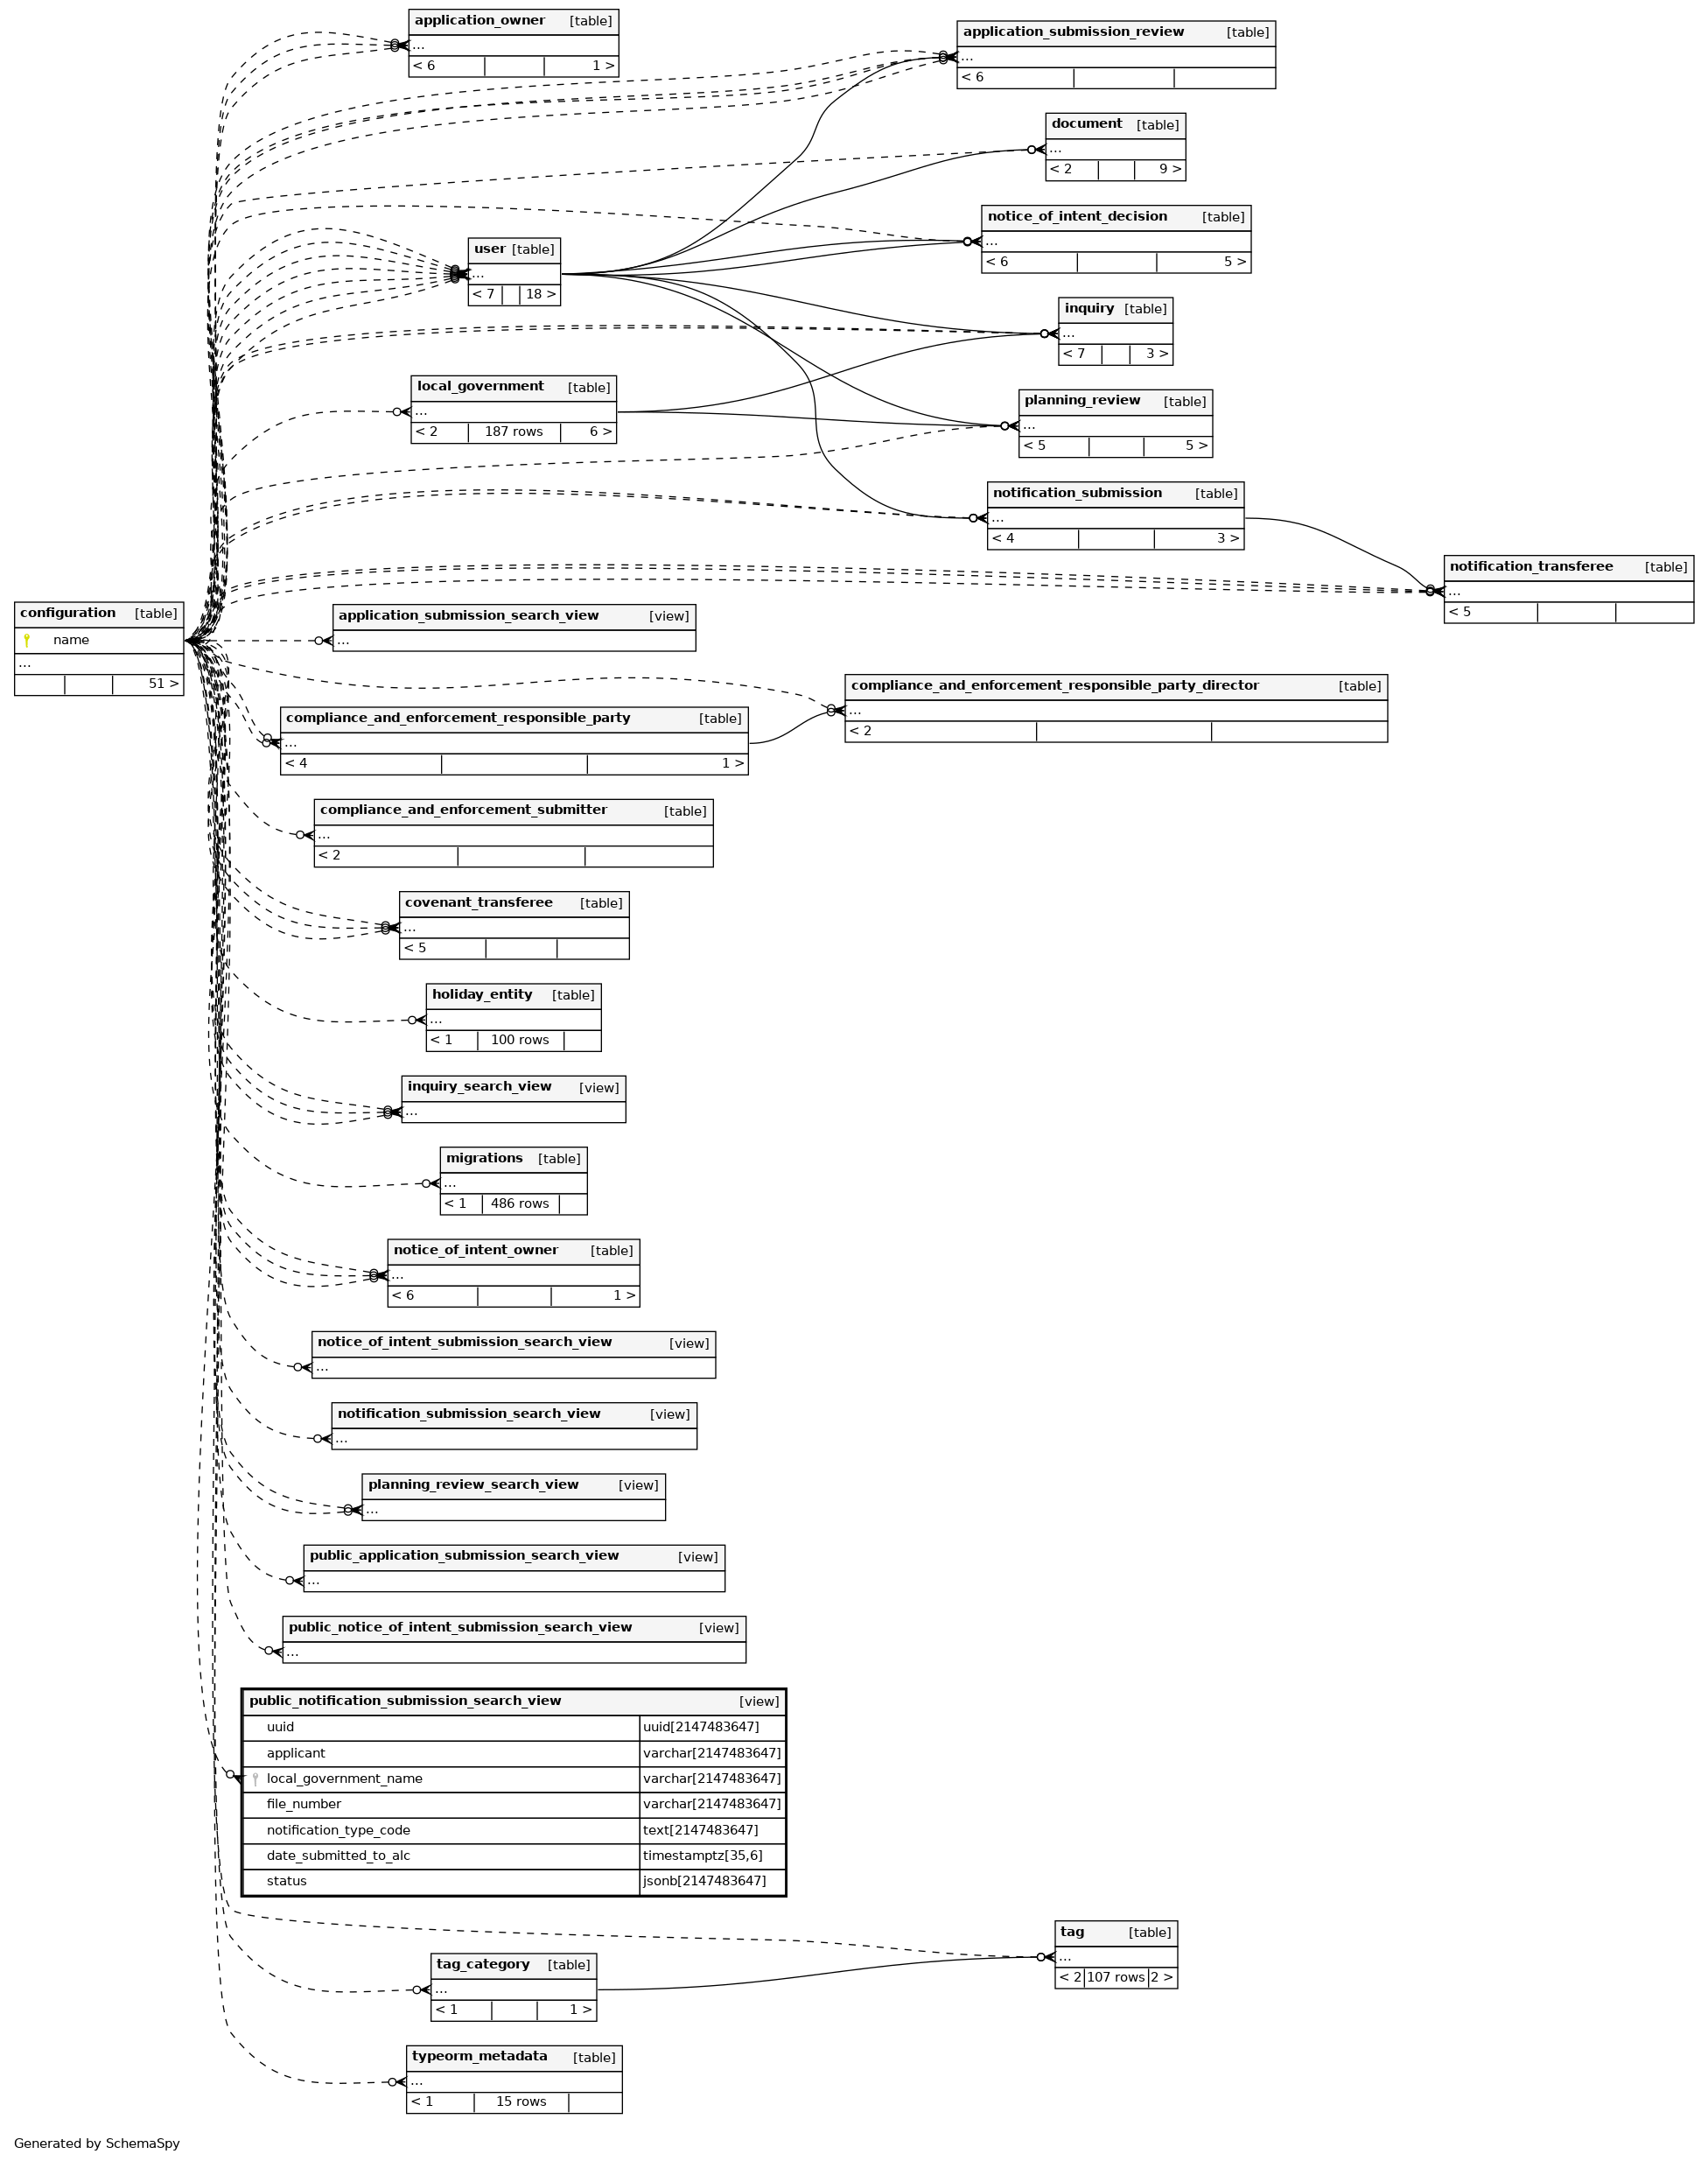 application_owner [table]
...
< 6 1 >
application_submission_review [table]
...
< 6
document [table]
...
< 2 9 >
notice_of_intent_decision [table]
...
< 6 5 >
user [table]
...
< 7 18 >
inquiry [table]
...
< 7 3 >
local_government [table]
...
< 2 187 rows 6 >
planning_review [table]
...
< 5 5 >
notification_submission [table]
...
< 4 3 >
notification_transferee [table]
...
< 5
configuration [table]
name
...
51 >
application_submission_search_view [view]
...
compliance_and_enforcement_responsible_party_director [table]
...
< 2
compliance_and_enforcement_responsible_party [table]
...
< 4 1 >
compliance_and_enforcement_submitter [table]
...
< 2
covenant_transferee [table]
...
< 5
holiday_entity [table]
...
< 1 100 rows
inquiry_search_view [view]
...
migrations [table]
...
< 1 486 rows
notice_of_intent_owner [table]
...
< 6 1 >
notice_of_intent_submission_search_view [view]
...
notification_submission_search_view [view]
...
planning_review_search_view [view]
...
public_application_submission_search_view [view]
...
public_notice_of_intent_submission_search_view [view]
...
public_notification_submission_search_view [view]
uuid uuid[2147483647]
applicant varchar[2147483647]
local_government_name varchar[2147483647]
file_number varchar[2147483647]
notification_type_code text[2147483647]
date_submitted_to_alc timestamptz[35,6]
status jsonb[2147483647]
tag [table]
...
< 2 107 rows 2 >
tag_category [table]
...
< 1 1 >
typeorm_metadata [table]
...
< 1 15 rows
Generated by SchemaSpy